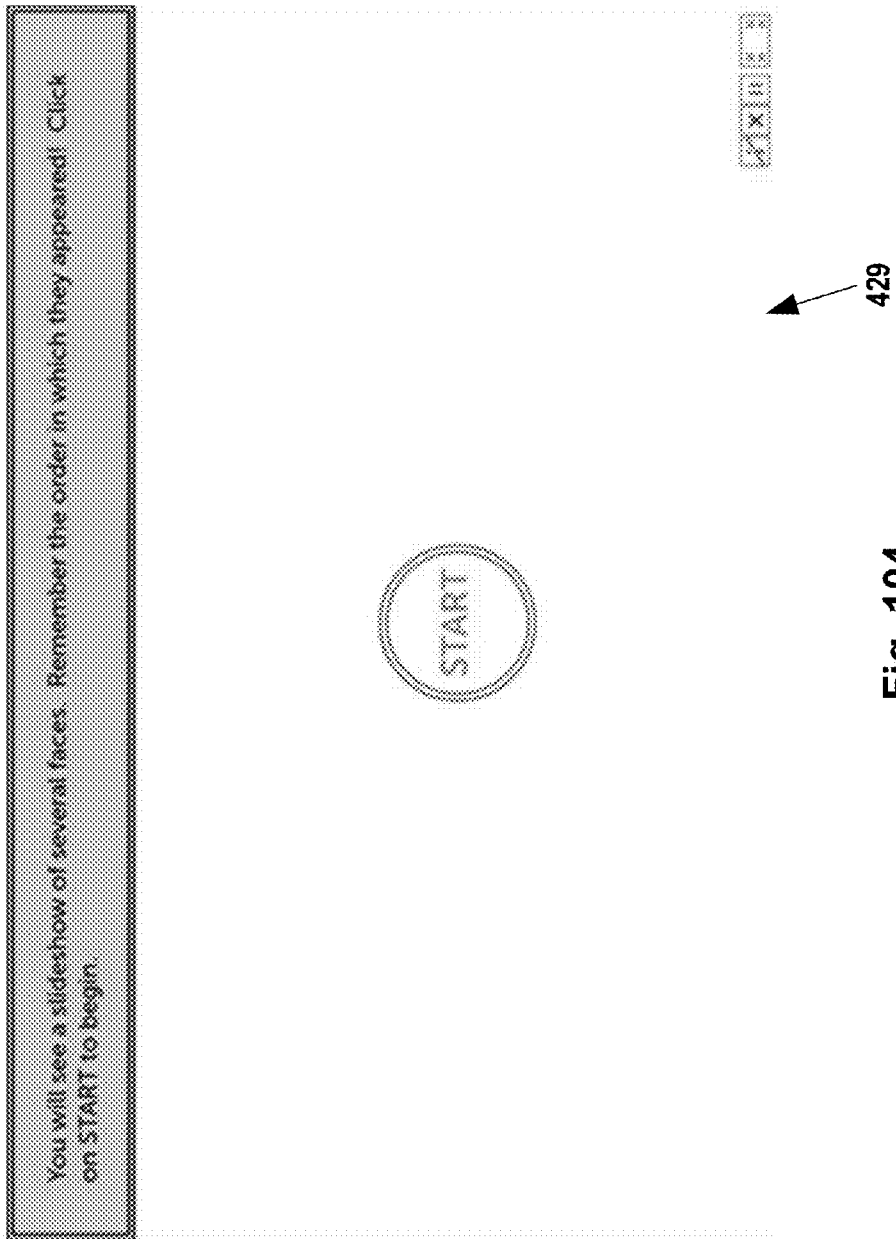 You will see a slideshow of several faces. Remember the order in which they appeared! Click
on START to begin.
START
429
Fig. 194